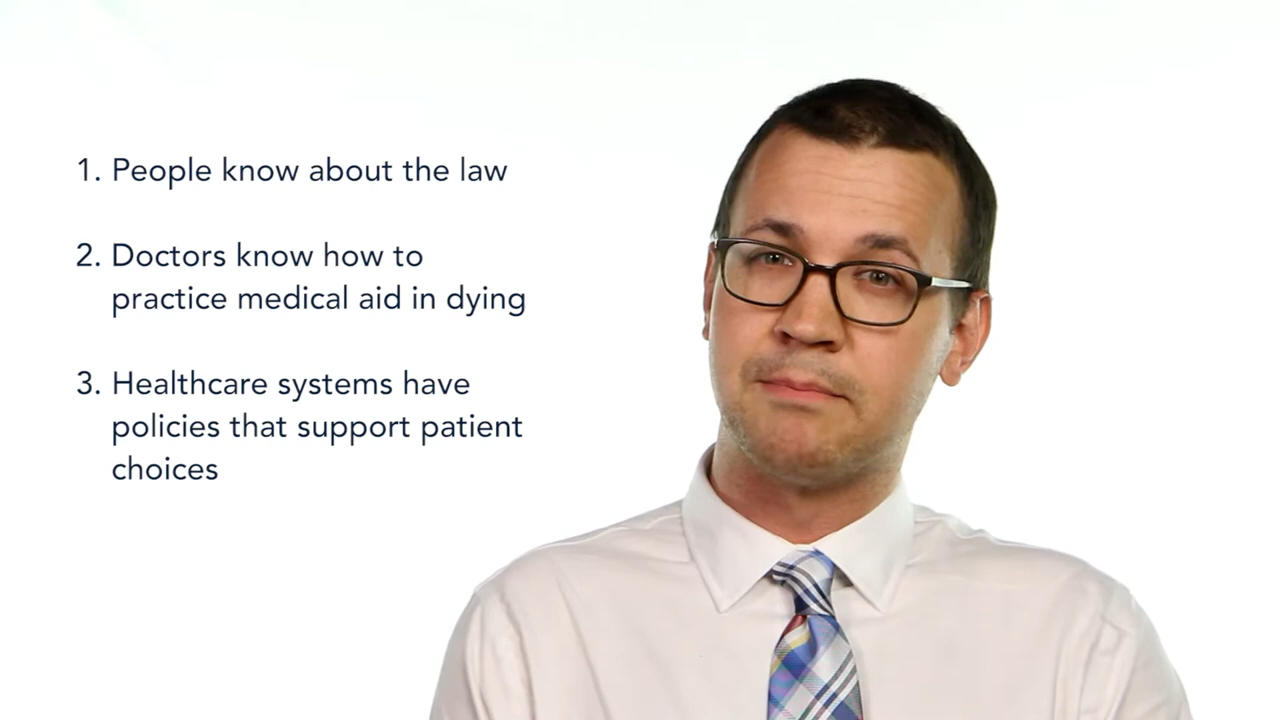 1. People know about the law
2. Doctors know how to
practice medical aid in dying
3. Healthcare systems have
policies that support patient
choices